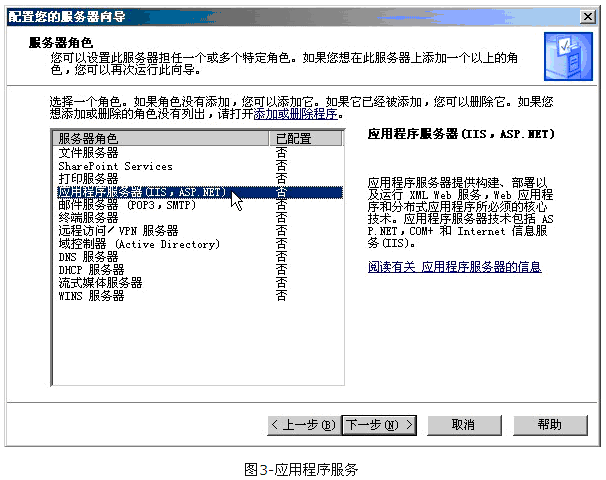 配置您的服务器向导
服务器角色
您可以设置此服务器担任一个或多个特定角色。如果您想在此服务器上添加一个以上的角
色，您可以再次运行此向导。
选择一个角色。如果角色没有添加，您可以添加它。如果它已经被添加，您可以删除它。如果您
想添加或删除的角色没有列出，请打开添加或删除程序。
服务器角色 已配置
文件服务器 否
SharePoint Services 否
打印服务器 否
应用程序服务器(IIS，ASP.NET) 否
邮件服务器 (POP3，SMTP) 否
终端服务器 否
远程访问／VPN 服务器 否
域控制器 (Active Directory) 否
DNS 服务器 否
DHCP 服务器 否
流式媒体服务器 否
WINS 服务器 否
应用程序服务器(IIS，ASP.NET)
应用程序服务器提供构建、部署以
及运行 XML Web 服务，Web 应用程
序和分布式应用程序所必须的核心
技术。应用程序服务器技术包括 AS
P.NET，COM+ 和 Internet 信息服
务(IIS)。
阅读有关 应用程序服务器的信息
< 上一步(B) 下一步(N) > 取消 帮助
图3-应用程序服务